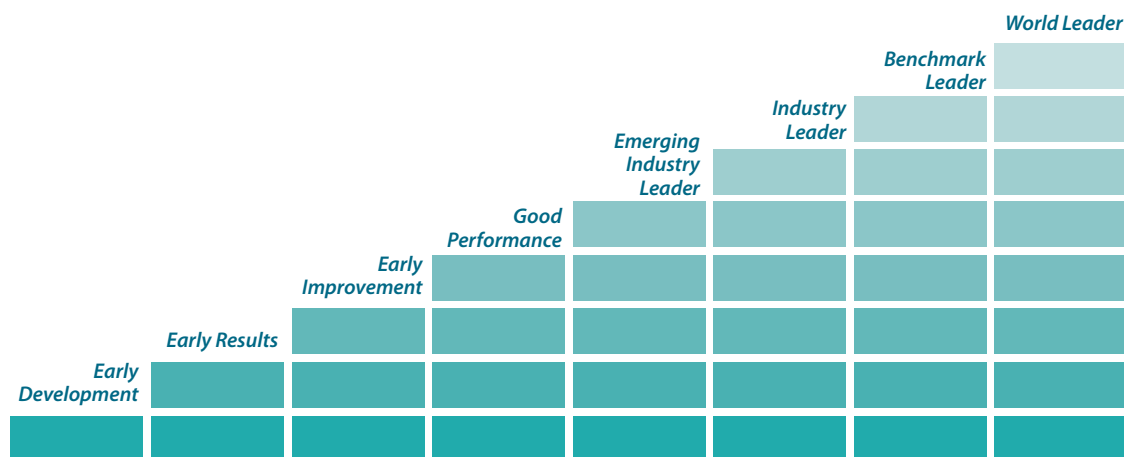 World Leader
Benchmark
Leader
Industry
Leader
Emerging
Industry
Leader
Good
Performance
Early
Improvement
Early Results
Early
Development